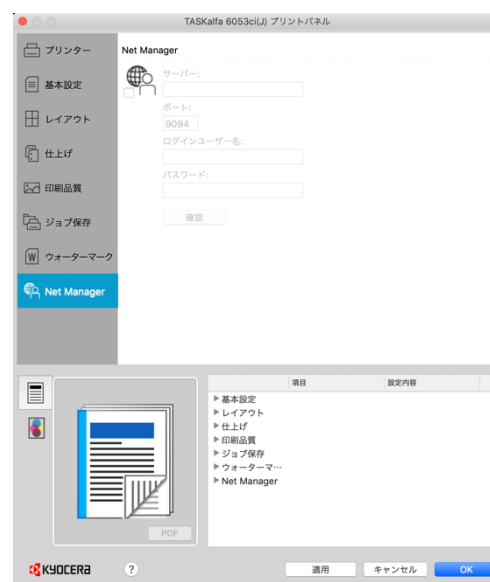 TASKalfa 6053ci(J) プリントパネル
プリンター
基本設定
レイアウト
仕上げ
印刷品質
ジョブ保存
W ウォーターマーク
Net Manager
Net Manager
サーバー:
ポート:
9094
ログインユーザー名:
パスワード:
確認
項目 設定内容
基本設定
レイアウト
仕上げ
印刷品質
ジョブ保存
ウォーターマ…
Net Manager
PDF
KYOCERA
?
適用 キャンセル OK